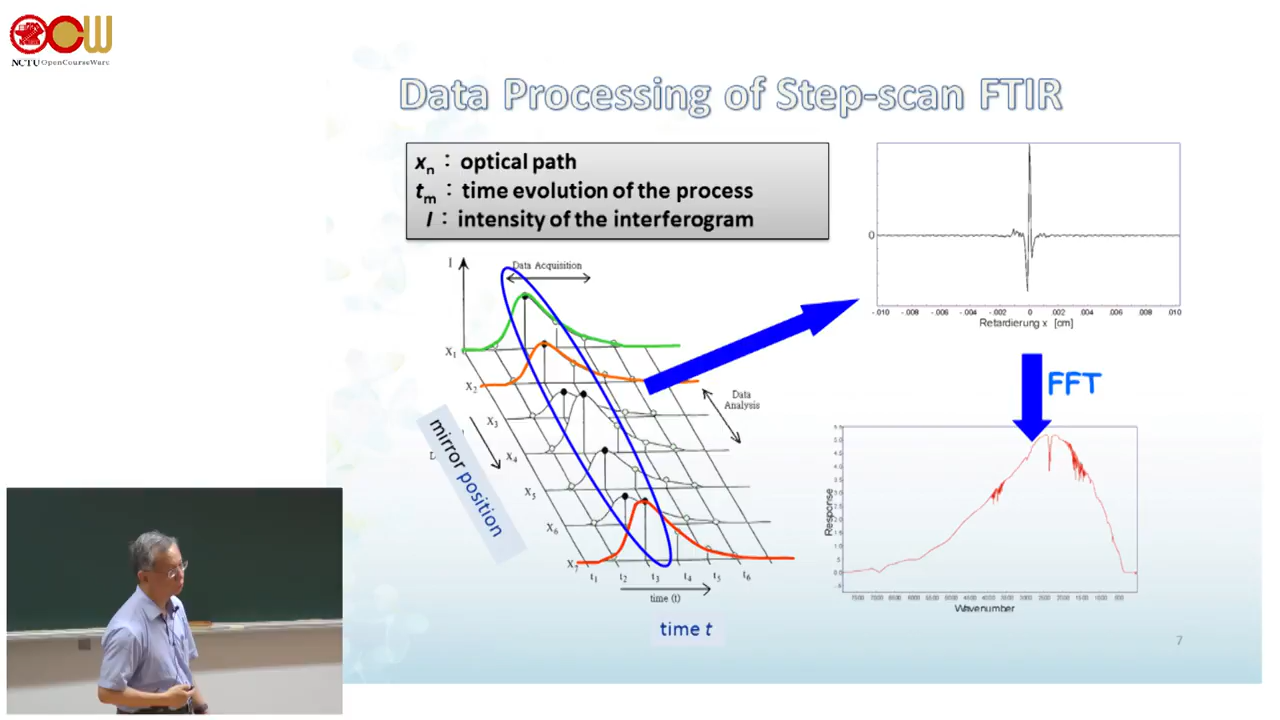 NCTU OpenCourseWare
Data Processing of Step-scan FTIR
xn : optical path
tm : time evolution of the process
I : intensity of the interferogram
I
Data Acquisition
X1
X2
X3
X4
X5
X6
X7
Data
Analysis
mirror position
t1 t2 t3 t4 t5 t6
time (t)
time t
0
-.010 -.008 -.006 -.004 -.002 0 .002 .004 .006 .008 .010
Retardierung x [cm]
FFT
Response
Wavenumber
7